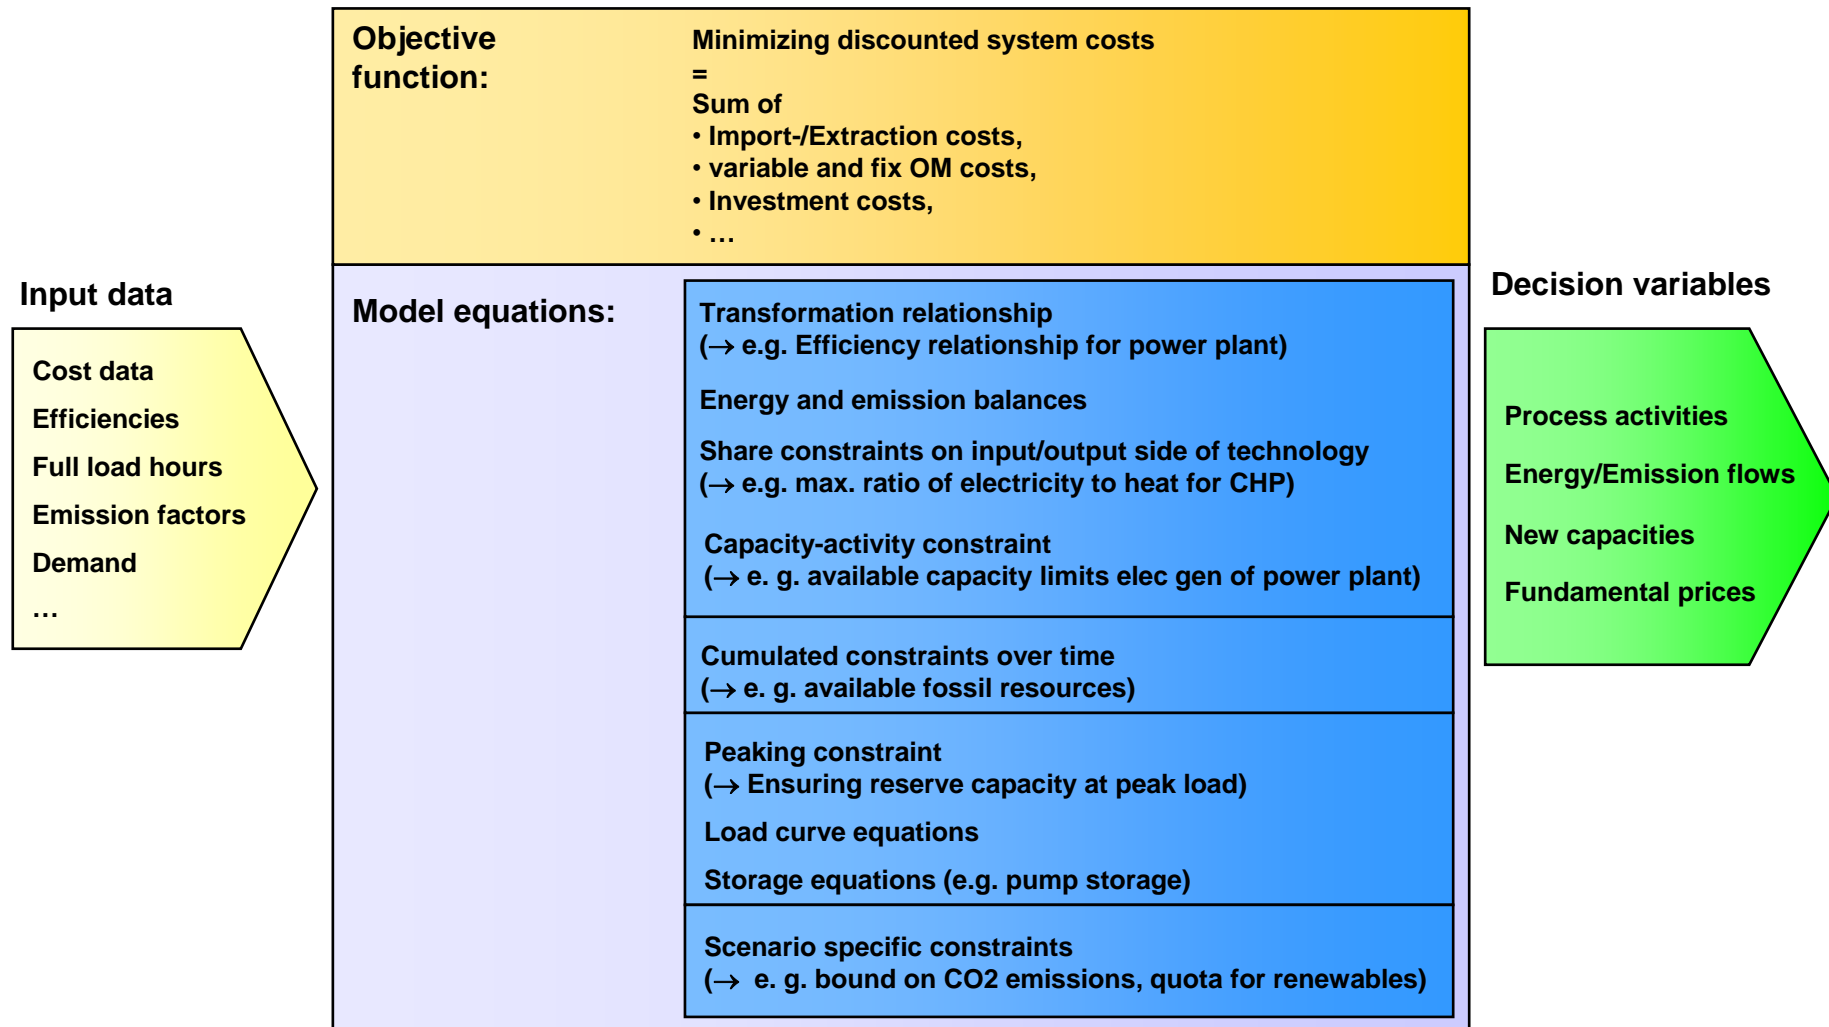 Objective
function:
Minimizing discounted system costs
=
Sum of
• Import-/Extraction costs,
• variable and fix OM costs,
• Investment costs,
• …
Input data
Cost data
Efficiencies
Full load hours
Emission factors
Demand
…
Model equations:
Transformation relationship
(→ e.g. Efficiency relationship for power plant)
Energy and emission balances
Share constraints on input/output side of technology
(→ e.g. max. ratio of electricity to heat for CHP)
Capacity-activity constraint
(→ e. g. available capacity limits elec gen of power plant)
Cumulated constraints over time
(→ e. g. available fossil resources)
Peaking constraint
(→ Ensuring reserve capacity at peak load)
Load curve equations
Storage equations (e.g. pump storage)
Scenario specific constraints
(→ e. g. bound on CO2 emissions, quota for renewables)
Decision variables
Process activities
Energy/Emission flows
New capacities
Fundamental prices